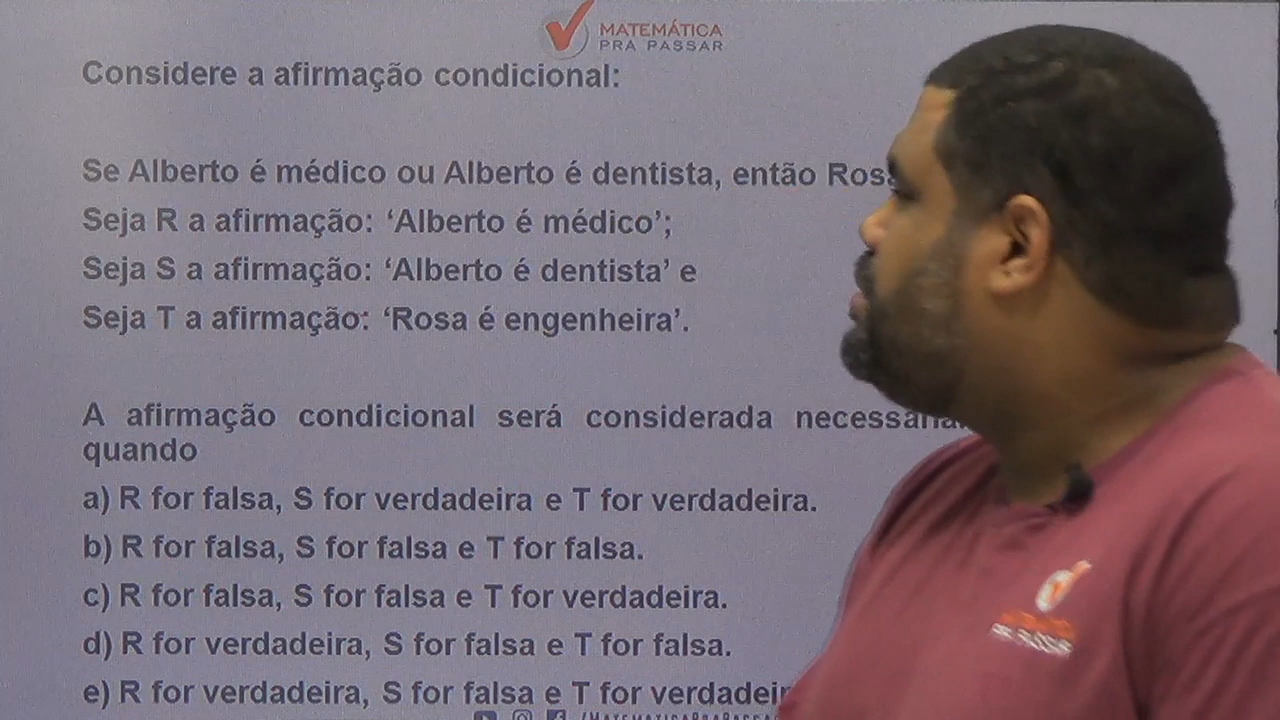 MATEMÁTICA
PRA PASSAR
Considere a afirmação condicional:
Se Alberto é médico ou Alberto é dentista, então
Seja R a afirmação: ‘Alberto é médico’;
Seja S a afirmação: ‘Alberto é dentista’ e
Seja T a afirmação: ‘Rosa é engenheira’.
A afirmação condicional será considerada
quando
a) R for falsa, S for verdadeira e T for verdadeira.
b) R for falsa, S for falsa e T for falsa.
c) R for falsa, S for falsa e T for verdadeira.
d) R for verdadeira, S for falsa e T for falsa.
e) R for verdadeira, S for falsa e T for